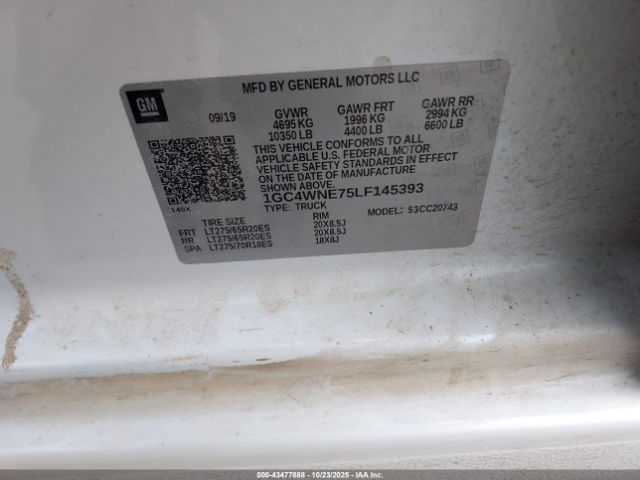 MFD BY GENERAL MOTORS LLC
GM
09/19
GVWR GAWR FRT GAWR RR
4695 KG 1996 KG 2994 KG
10350 LB 4400 LB 6600 LB
THIS VEHICLE CONFORMS TO ALL
APPLICABLE U.S. FEDERAL MOTOR
VEHICLE SAFETY STANDARDS IN EFFECT
ON THE DATE OF MANUFACTURE
SHOWN ABOVE.
1GC4WNE75LF145393
140X
TYPE: TRUCK MODEL: 53CC20743
TIRE SIZE RIM
FRT LT275/65R20ES 20X8.5J
RR LT275/65R20ES 20X8.5J
SPA LT275/70R18ES 18X8J
000-43477888 | 10/23/2025 | IAA Inc. | Copart Inc.